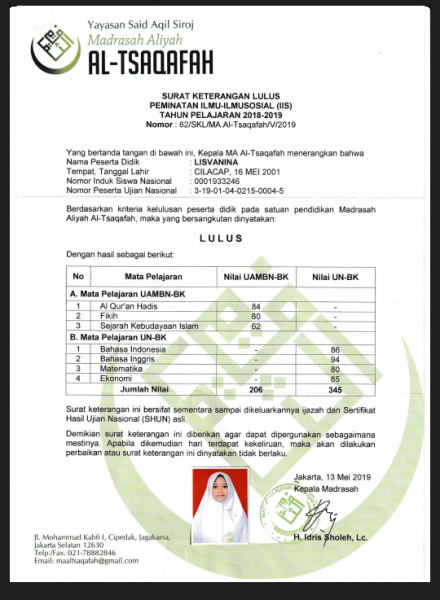 Yayasan Said Aqil Siroj
Madrasah Aliyah
AL-TSAQAFAH
SURAT KETERANGAN LULUS
PEMINATAN ILMU-ILMUSOSIAL (IIS)
TAHUN PELAJARAN 2018-2019
Nomor : 62/SKL/MA.Al-Tsaqafah/V/2019
Yang bertanda tangan di bawah ini, Kepala MA Al-Tsaqafah menerangkan bahwa
Nama Peserta Didik : LISVANINA
Tempat, Tanggal Lahir : CILACAP, 16 MEI 2001
Nomor Induk Siswa Nasional : 0001933246
Nomor Peserta Ujian Nasional : 3-19-01-04-0215-0004-5
Berdasarkan kriteria kelulusan peserta didik pada satuan pendidikan Madrasah
Aliyah Al-Tsaqafah, maka yang bersangkutan dinyatakan:
L U L U S
Dengan hasil sebagai berikut:
No Mata Pelajaran Nilai UAMBN-BK Nilai UN-BK
A. Mata Pelajaran UAMBN-BK
1 Al Qur'an Hadis 84 -
2 Fikih 60 -
3 Sejarah Kebudayaan Islam 62 -
B. Mata Pelajaran UN-BK
1 Bahasa Indonesia - 86
2 Bahasa Inggris - 94
3 Matematika - 80
4 Ekonomi - 85
Jumlah Nilai 206 345
Surat keterangan ini bersifat sementara sampai dikeluarkannya ijazah dan Sertifikat
Hasil Ujian Nasional (SHUN) asli.
Demikian surat keterangan ini diberikan agar dapat dipergunakan sebagaimana
mestinya. Apabila dikemudian hari terdapat kekeliruan, maka akan dilakukan
perbaikan atau surat keterangan ini dinyatakan tidak berlaku.
Jakarta, 13 Mei 2019
Kepala Madrasah
H. Idris Sholeh, Lc.
Jl. Mohammad Kahfi I, Cipedak, Jagakarsa,
Jakarta Selatan 12630
Telp./Fax. 021-78882846
Email: maaltsaqafah@gmail.com